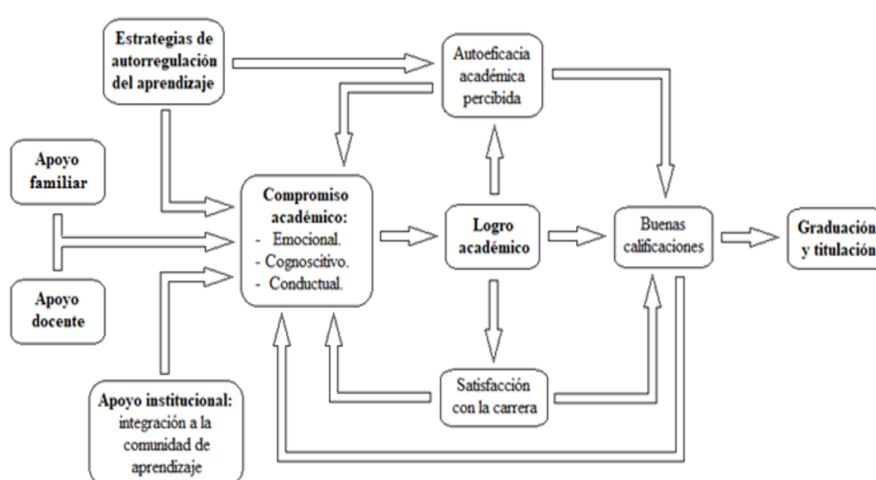 Estrategias de
autorregulación
del aprendizaje
Autoeficacia
académica
percibida
Apoyo
familiar
Compromiso
académico:
- Emocional.
- Cognoscitivo.
- Conductual.
Logro
académico
Buenas
calificaciones
Graduación
y titulación
Apoyo
docente
Apoyo institucional:
integración a la
comunidad de
aprendizaje
Satisfacción
con la carrera